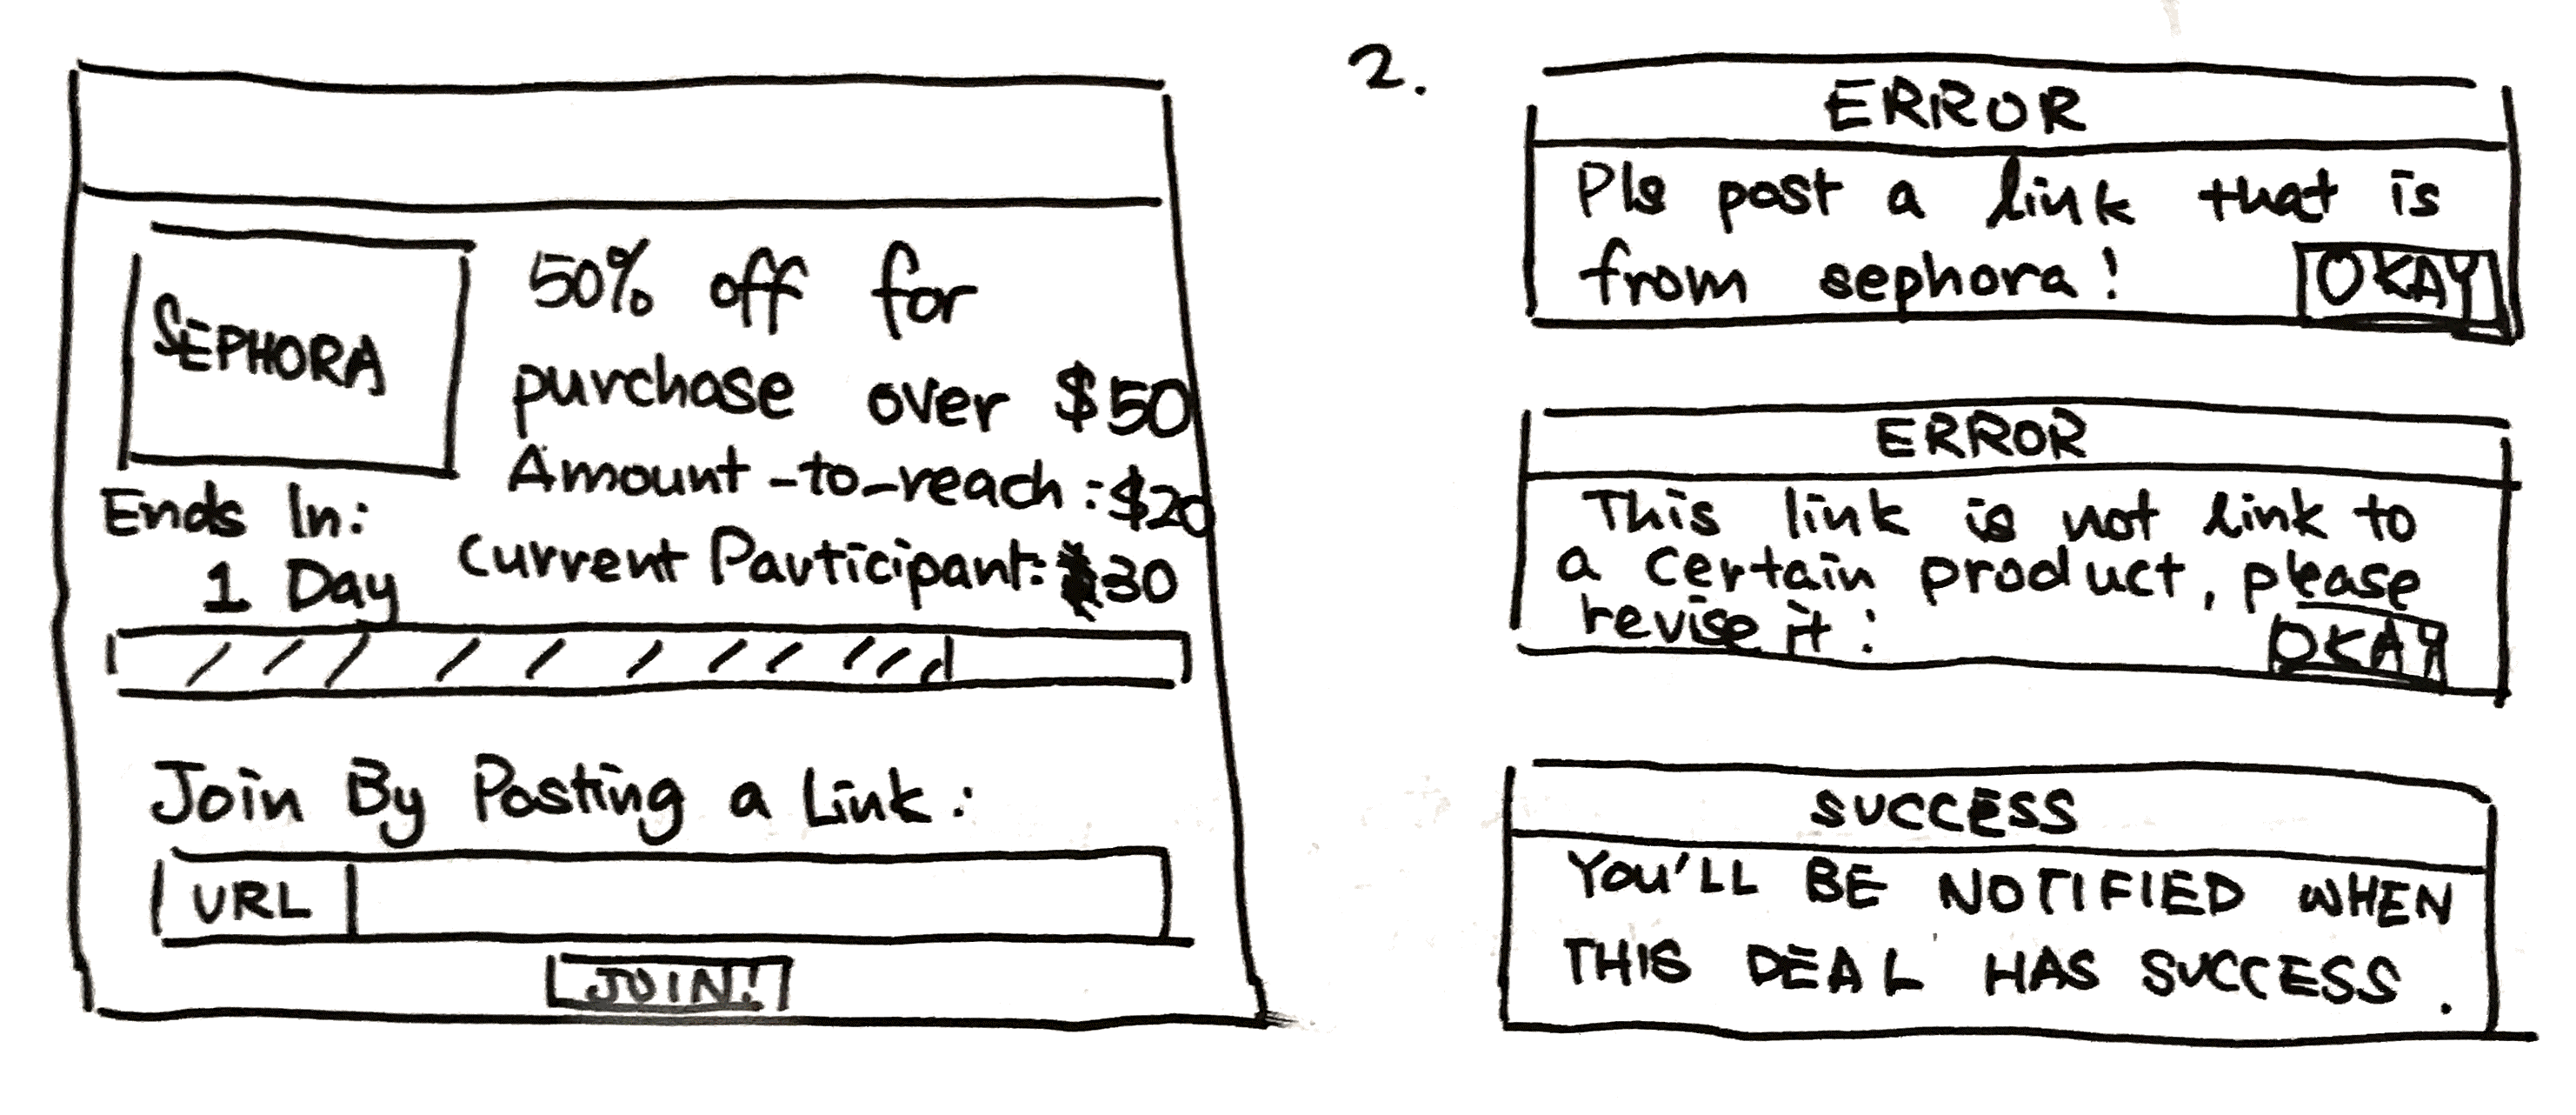 SEPHORA
50% off for
purchase over $50
Amount-to-reach: $20
Ends In:
1 Day
Current Participant: 30
Join By Posting a Link:
URL
JOIN!
2.
ERROR
Pls post a link that is
from sephora!
OKAY
ERROR
This link is not link to
a certain product, please
revise it:
OKAY
SUCCESS
YOU'LL BE NOTIFIED WHEN
THIS DEAL HAS SUCCESS.